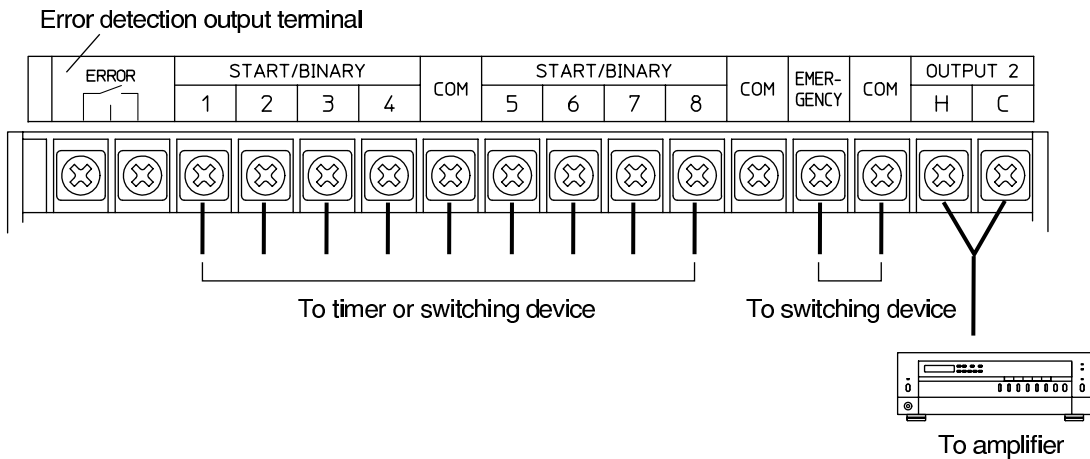 Error detection output terminal
ERROR
START/BINARY
COM
START/BINARY
COM
EMER-
GENCY
COM
OUTPUT 2
1 2 3 4 5 6 7 8 H C
To timer or switching device
To switching device
To amplifier